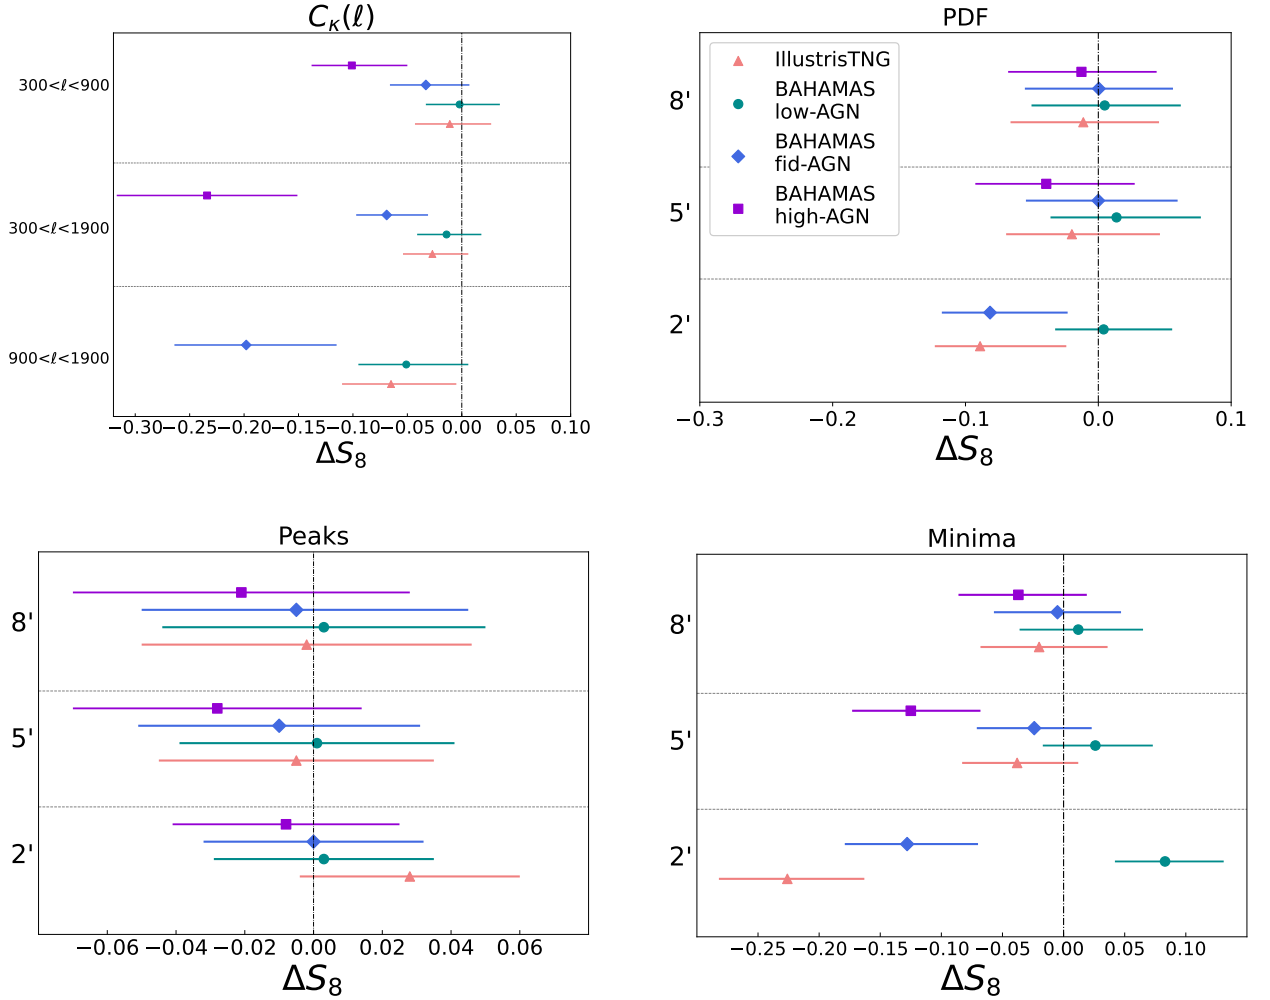 C_κ(ℓ)
300<ℓ<900
300<ℓ<1900
900<ℓ<1900
−0.30 −0.25 −0.20 −0.15 −0.10 −0.05 0.00 0.05 0.10
ΔS_8
PDF
IllustrisTNG
BAHAMAS
low-AGN
BAHAMAS
fid-AGN
BAHAMAS
high-AGN
8'
5'
2'
−0.3 −0.2 −0.1 0.0 0.1
ΔS_8
Peaks
8'
5'
2'
−0.06 −0.04 −0.02 0.00 0.02 0.04 0.06
ΔS_8
Minima
8'
5'
2'
−0.25 −0.20 −0.15 −0.10 −0.05 0.00 0.05 0.10
ΔS_8